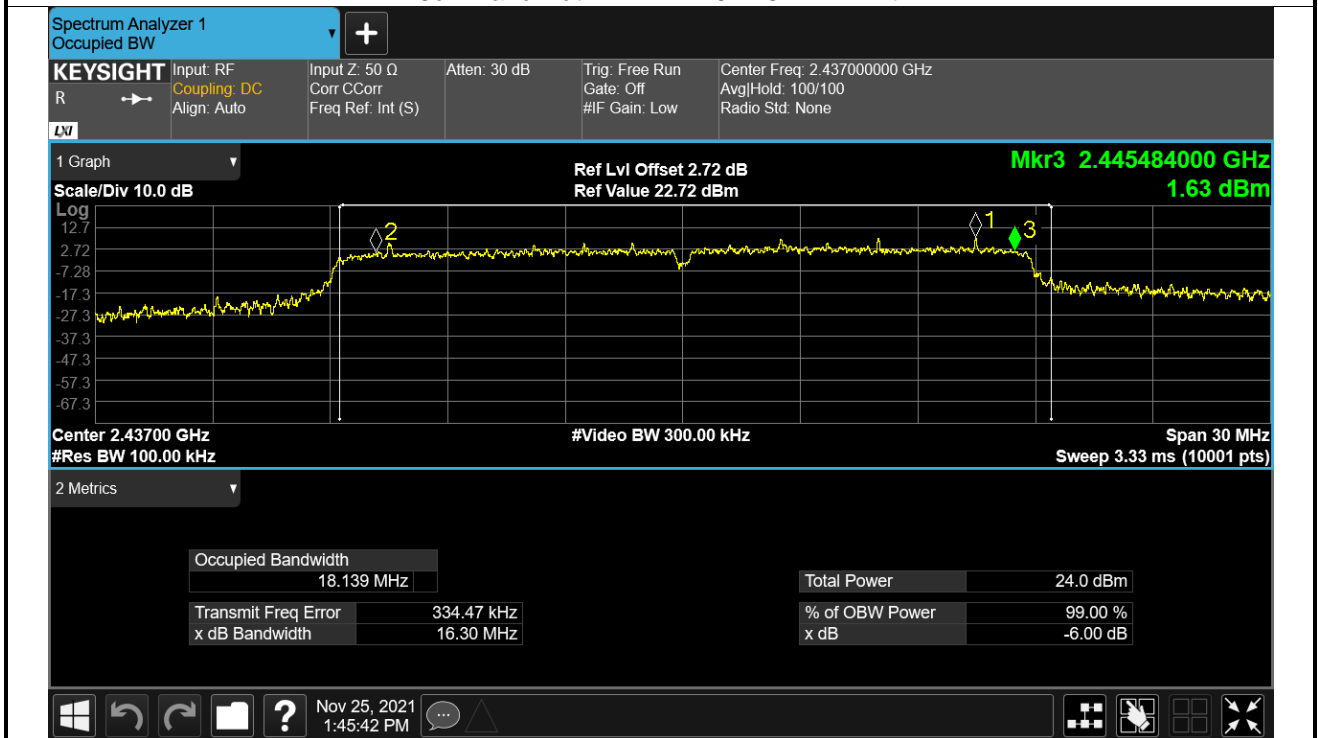 Spectrum Analyzer 1
Occupied BW
▼
+
KEYSIGHT
R
LXI
Input: RF
Coupling: DC
Align: Auto
Input Z: 50 Ω
Corr CCorr
Freq Ref: Int (S)
Atten: 30 dB
Trig: Free Run
Gate: Off
#IF Gain: Low
Center Freq: 2.437000000 GHz
Avg|Hold: 100/100
Radio Std: None
1 Graph ▼
Scale/Div 10.0 dB
Ref Lvl Offset 2.72 dB
Ref Value 22.72 dBm
Mkr3 2.445484000 GHz
1.63 dBm
Log
12.7
2.72
-7.28
-17.3
-27.3
-37.3
-47.3
-57.3
-67.3
2
1
3
Center 2.43700 GHz
#Res BW 100.00 kHz
#Video BW 300.00 kHz
Span 30 MHz
Sweep 3.33 ms (10001 pts)
2 Metrics ▼
Occupied Bandwidth
18.139 MHz
Transmit Freq Error 334.47 kHz
x dB Bandwidth 16.30 MHz
Total Power 24.0 dBm
% of OBW Power 99.00 %
x dB -6.00 dB
?
Nov 25, 2021
1:45:42 PM